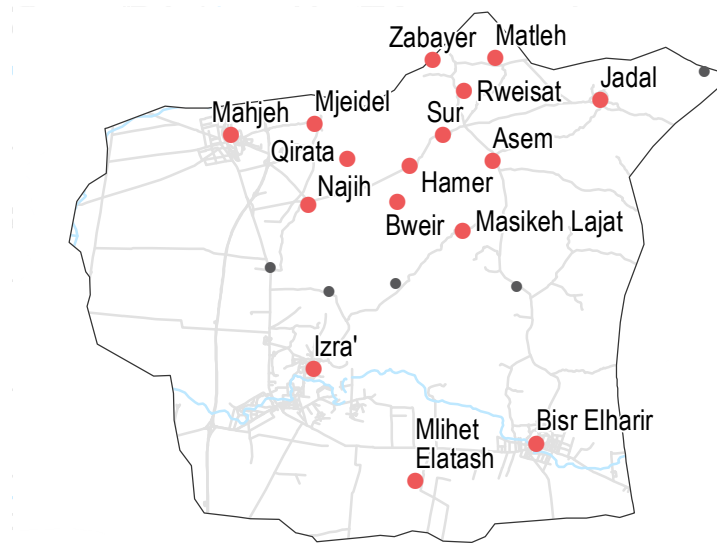 Zabayer
Matleh
Jadal
Rweisat
Mahjeh
Mjeidel
Sur
Asem
Qirata
Hamer
Najih
Bweir
Masikeh Lajat
Izra'
Mlihet
Elatash
Bisr Elharir